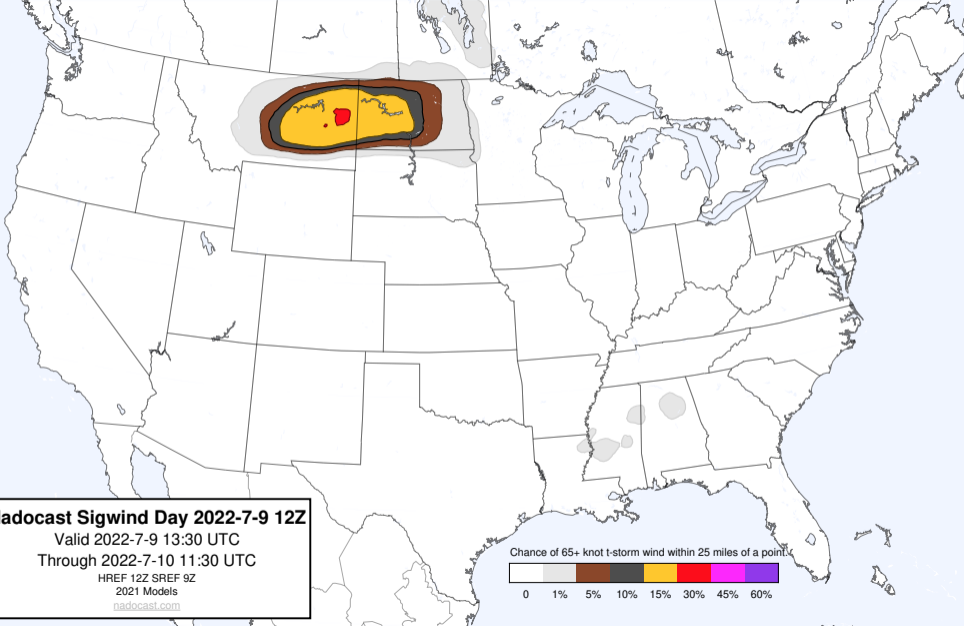 adocast Sigwind Day 2022-7-9 12Z
Valid 2022-7-9 13:30 UTC
Through 2022-7-10 11:30 UTC
HREF 12Z SREF 9Z
2021 Models
nadocast.com
Chance of 65+ knot t-storm wind within 25 miles of a point.
0 1% 5% 10% 15% 30% 45% 60%